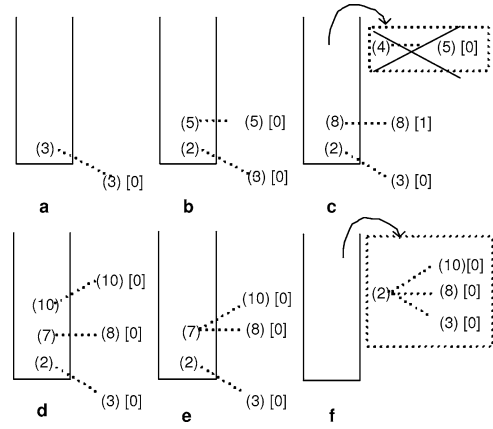 (3)
(3) [0]
a
(5) (5) [0]
(2)
(3) [0]
b
(4) (5) [0]
(8) (8) [1]
(2)
(3) [0]
c
(10) [0]
(10)
(7) (8) [0]
(2)
(3) [0]
d
(10) [0]
(7) (8) [0]
(2)
(3) [0]
e
(10)[0]
(2) (8) [0]
(3) [0]
f